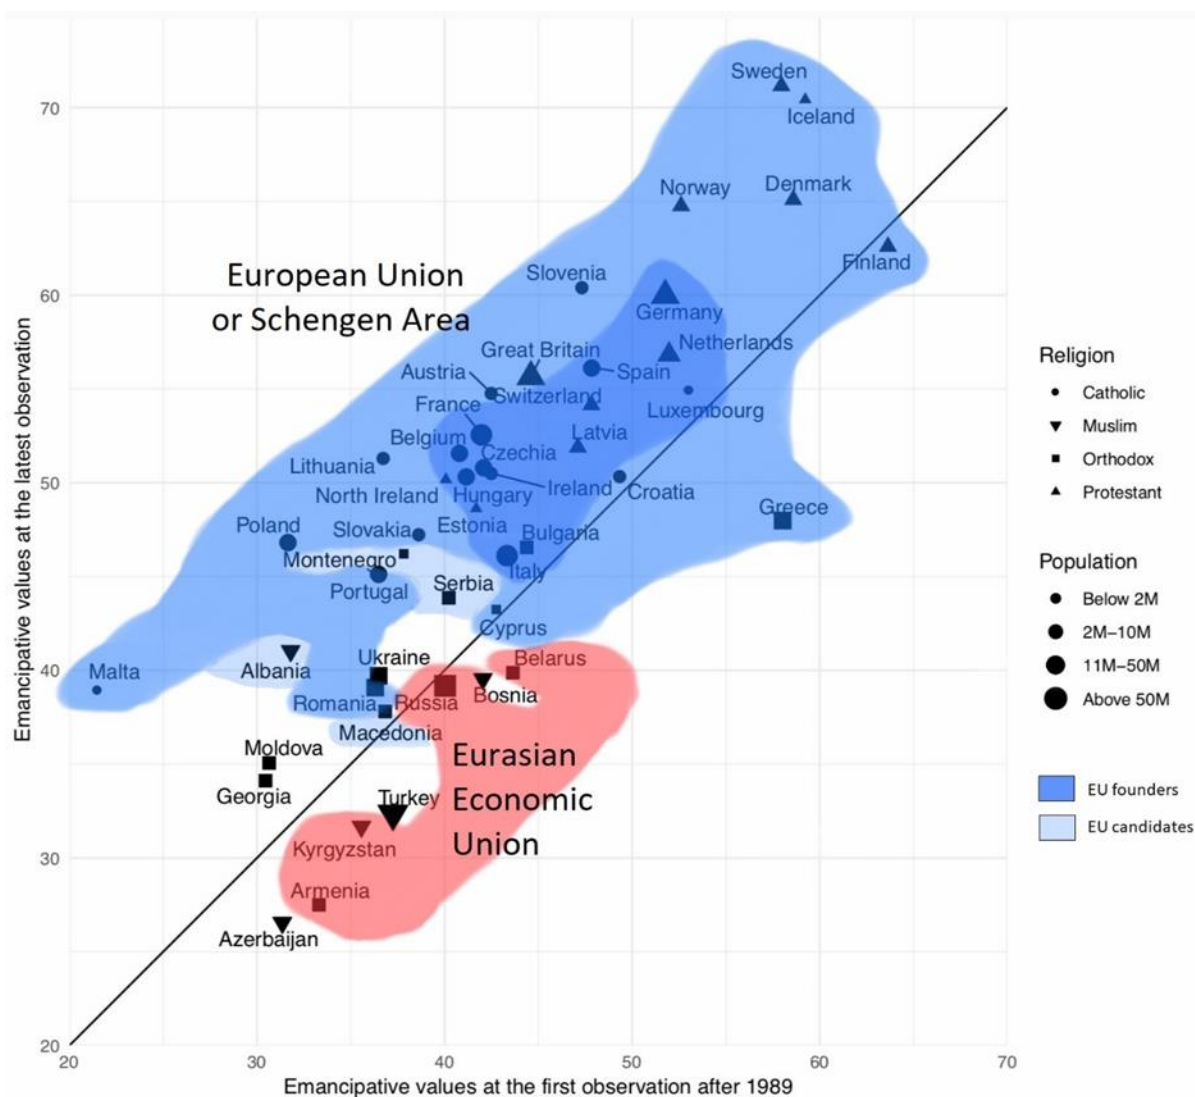 Sweden
70
Iceland
Norway
Denmark
Finland
European Union
or Schengen Area
Slovenia
60
Germany
Netherlands
Great Britain
Austria
Spain
Switzerland
France
Luxembourg
Latvia
Belgium
Czechia
Lithuania
50
Ireland
Croatia
North Ireland
Hungary
Greece
Estonia
Poland
Slovakia
Bulgaria
Montenegro
Italy
Serbia
Portugal
Cyprus
Ukraine
Belarus
40
Malta
Albania
Bosnia
Romania
Russia
Macedonia
Moldova
Georgia
Eurasian
Economic
Union
Turkey
30
Kyrgyzstan
Armenia
Azerbaijan
20
20
30
40
50
60
70
Emancipative values at the first observation after 1989
Emancipative values at the latest observation
Religion
Catholic
Muslim
Orthodox
Protestant
Population
Below 2M
2M–10M
11M–50M
Above 50M
EU founders
EU candidates